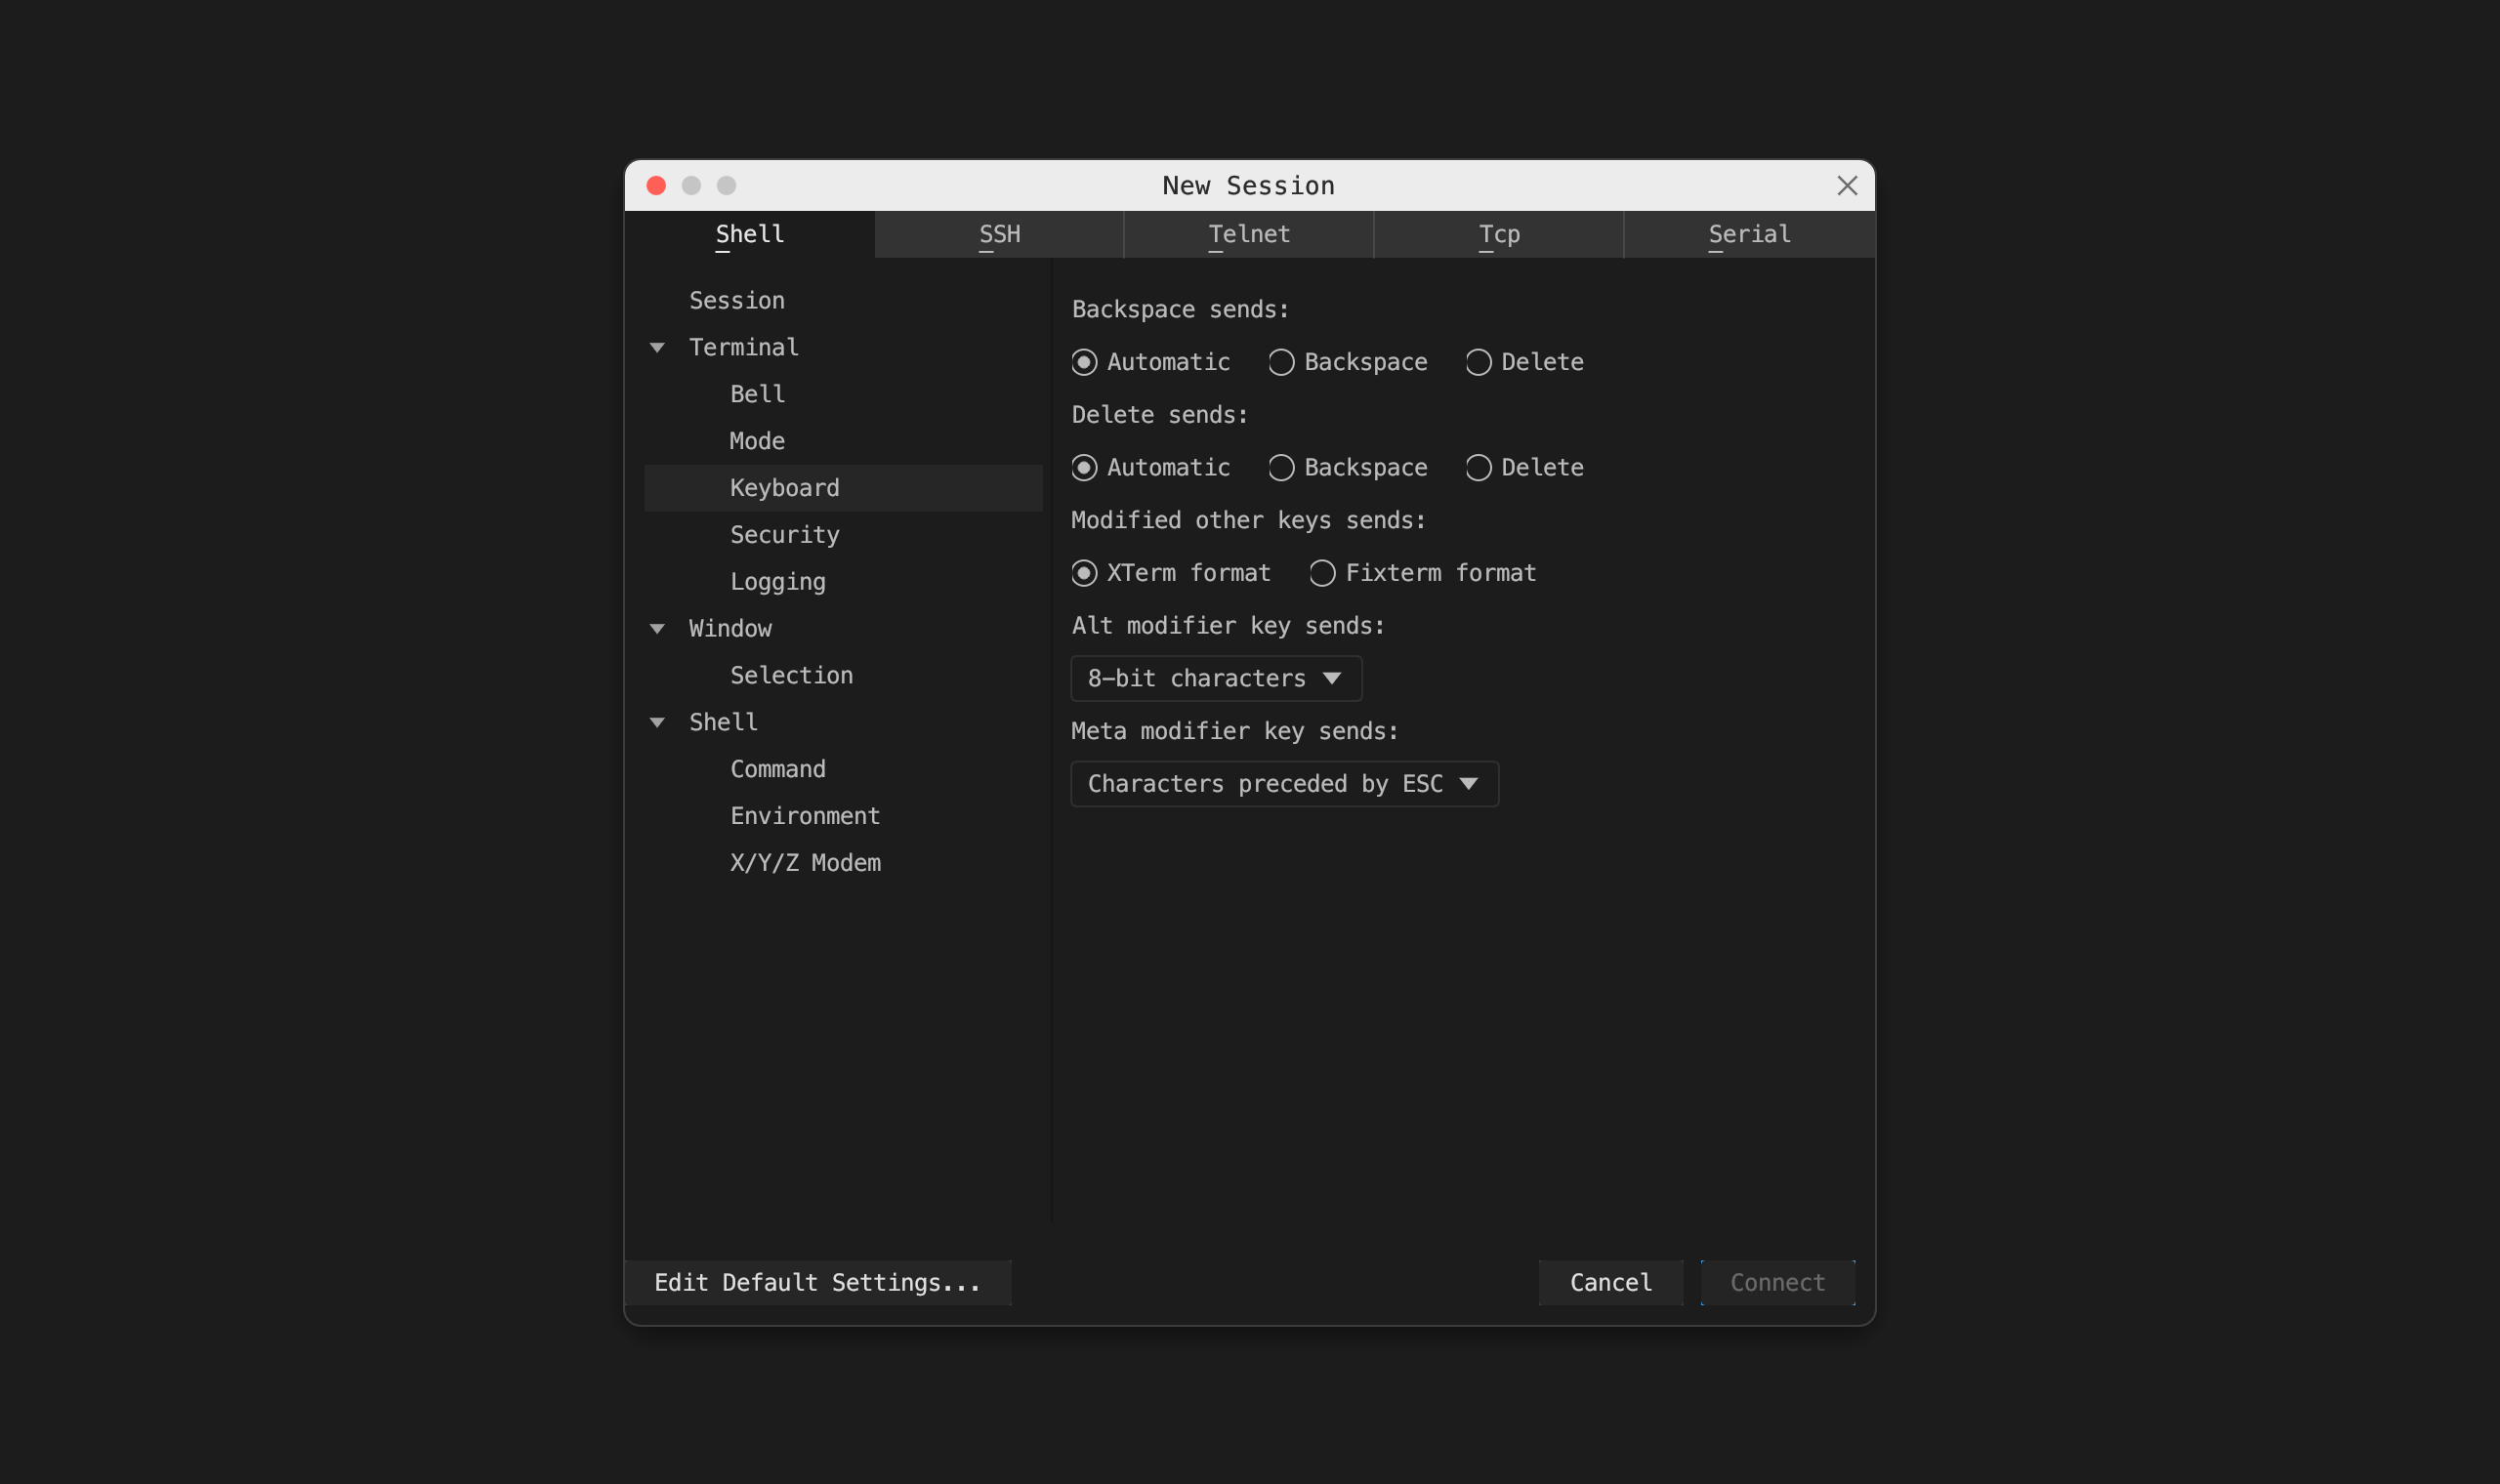 New Session
Shell SSH Telnet Tcp Serial
Session
Terminal
Bell
Mode
Keyboard
Security
Logging
Window
Selection
Shell
Command
Environment
X/Y/Z Modem
Backspace sends:
Automatic Backspace Delete
Delete sends:
Automatic Backspace Delete
Modified other keys sends:
XTerm format Fixterm format
Alt modifier key sends:
8-bit characters
Meta modifier key sends:
Characters preceded by ESC
Edit Default Settings... Cancel Connect